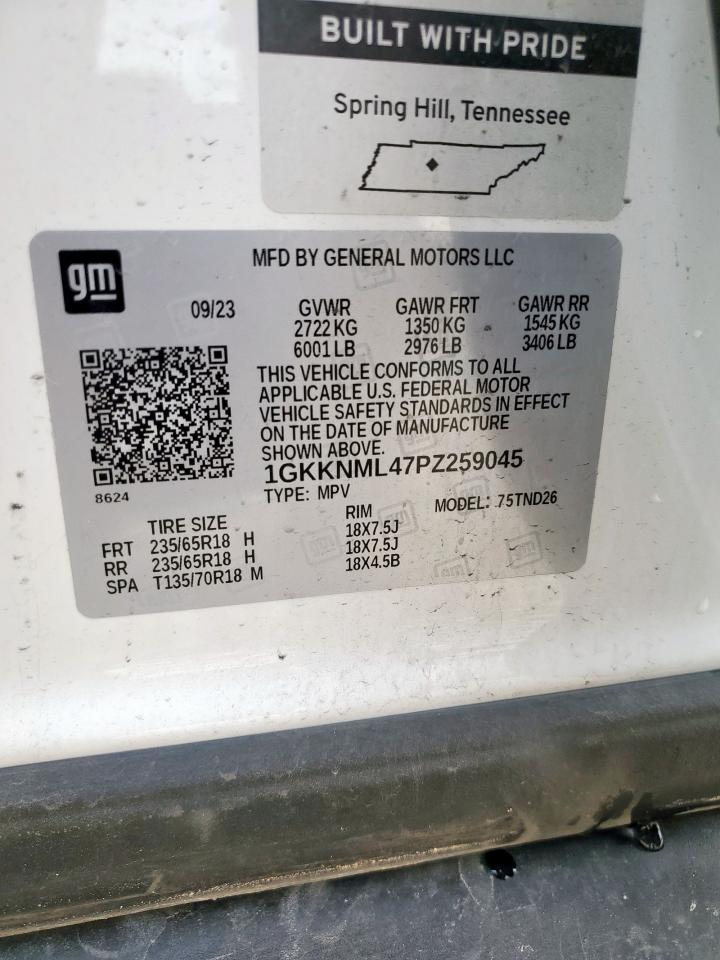 BUILT WITH PRIDE
Spring Hill, Tennessee
gm
MFD BY GENERAL MOTORS LLC
09/23 GVWR GAWR FRT GAWR RR
2722 KG 1350 KG 1545 KG
6001 LB 2976 LB 3406 LB
THIS VEHICLE CONFORMS TO ALL
APPLICABLE U.S. FEDERAL MOTOR
VEHICLE SAFETY STANDARDS IN EFFECT
ON THE DATE OF MANUFACTURE
SHOWN ABOVE.
1GKKNML47PZ259045
8624
TYPE: MPV MODEL: 75TND26
TIRE SIZE RIM
FRT 235/65R18 H 18X7.5J
RR 235/65R18 H 18X7.5J
SPA T135/70R18 M 18X4.5B